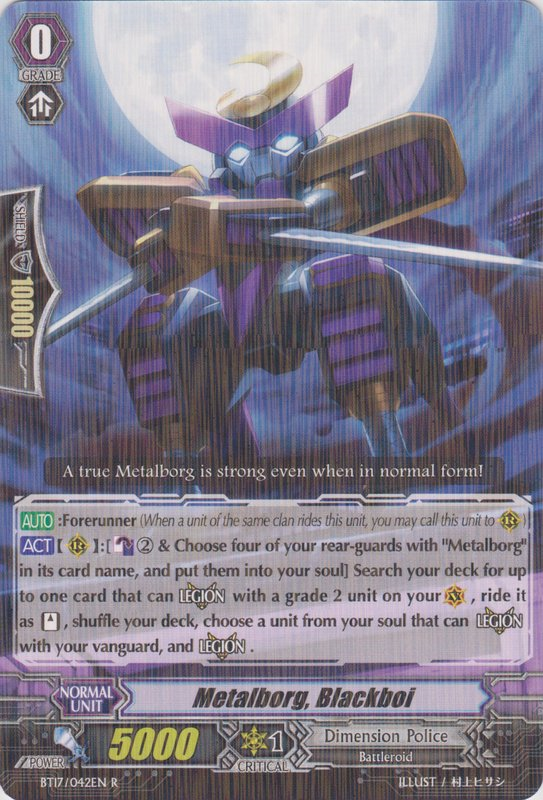 0
GRADE
SHIELD
10000
A true Metalborg is strong even when in normal form!
AUTO :Forerunner (When a unit of the same clan rides this unit, you may call this unit to R )
ACT【 R 】:[ ② & Choose four of your rear-guards with "Metalborg"
in its card name, and put them into your soul] Search your deck for up
to one card that can LEGION with a grade 2 unit on your V , ride it
as , shuffle your deck, choose a unit from your soul that can LEGION
with your vanguard, and LEGION .
NORMAL
UNIT
Metalborg, Blackboi
POWER
5000
1
CRITICAL
Dimension Police
Battleroid
BT17/042EN R
ILLUST / 村上ヒサシ